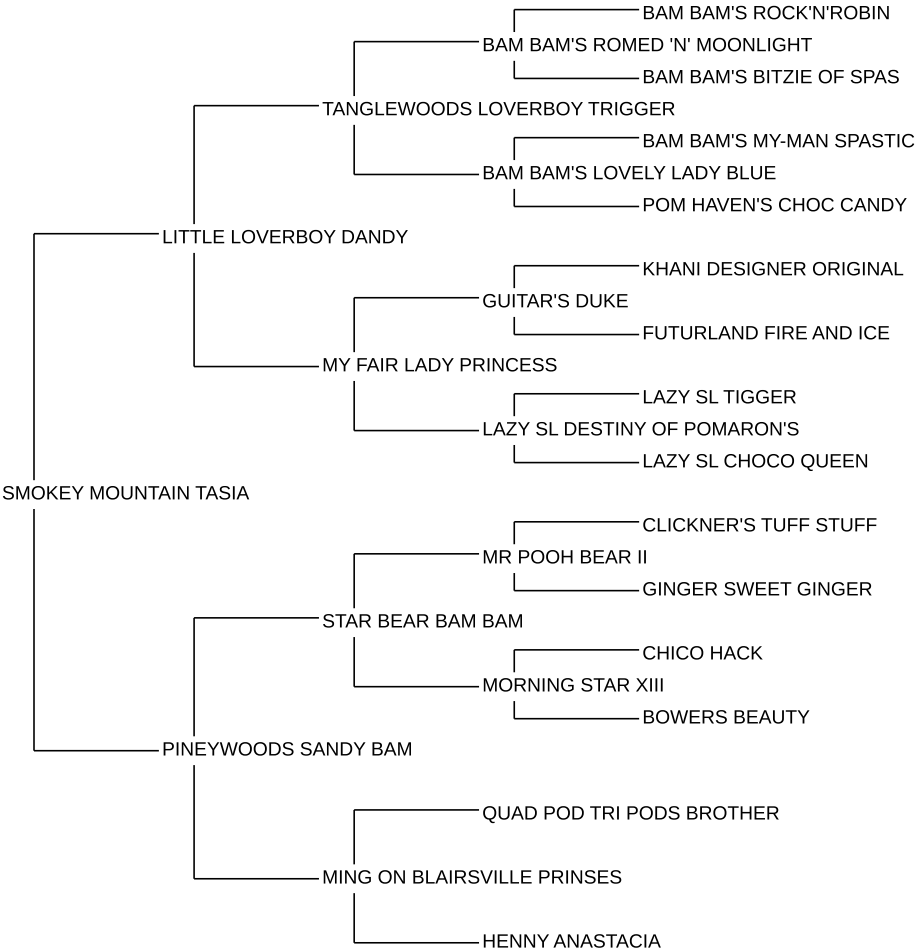 BAM BAM'S ROCK'N'ROBIN
BAM BAM'S ROMED 'N' MOONLIGHT
BAM BAM'S BITZIE OF SPAS
TANGLEWOODS LOVERBOY TRIGGER
BAM BAM'S MY-MAN SPASTIC
BAM BAM'S LOVELY LADY BLUE
POM HAVEN'S CHOC CANDY
LITTLE LOVERBOY DANDY
KHANI DESIGNER ORIGINAL
GUITAR'S DUKE
FUTURLAND FIRE AND ICE
MY FAIR LADY PRINCESS
LAZY SL TIGGER
LAZY SL DESTINY OF POMARON'S
LAZY SL CHOCO QUEEN
SMOKEY MOUNTAIN TASIA
CLICKNER'S TUFF STUFF
MR POOH BEAR II
GINGER SWEET GINGER
STAR BEAR BAM BAM
CHICO HACK
MORNING STAR XIII
BOWERS BEAUTY
PINEYWOODS SANDY BAM
QUAD POD TRI PODS BROTHER
MING ON BLAIRSVILLE PRINSES
HENNY ANASTACIA